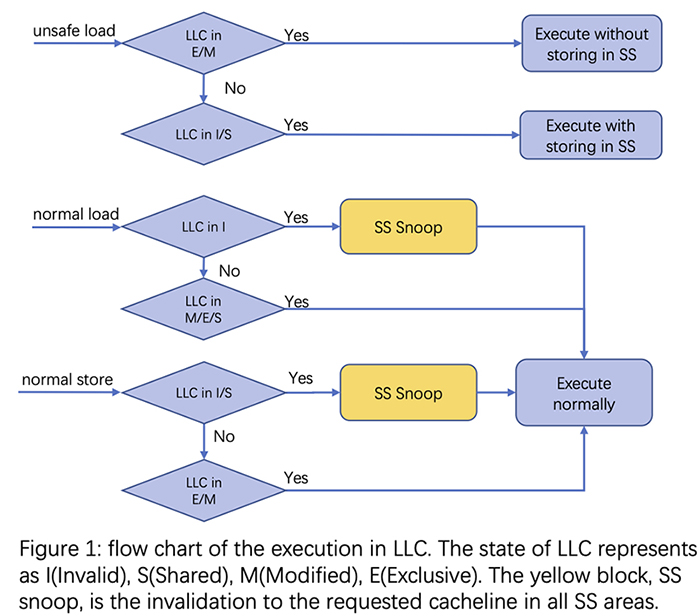 unsafe load
LLC in
E/M
Yes
Execute without
storing in SS
No
LLC in I/S
Yes
Execute with
storing in SS
normal load
LLC in I
Yes
SS Snoop
No
LLC in
M/E/S
Yes
normal store
LLC in I/S
Yes
SS Snoop
Execute
normally
No
LLC in
E/M
Yes
Figure 1: flow chart of the execution in LLC. The state of LLC represents
as I(Invalid), S(Shared), M(Modified), E(Exclusive). The yellow block, SS
snoop, is the invalidation to the requested cacheline in all SS areas.